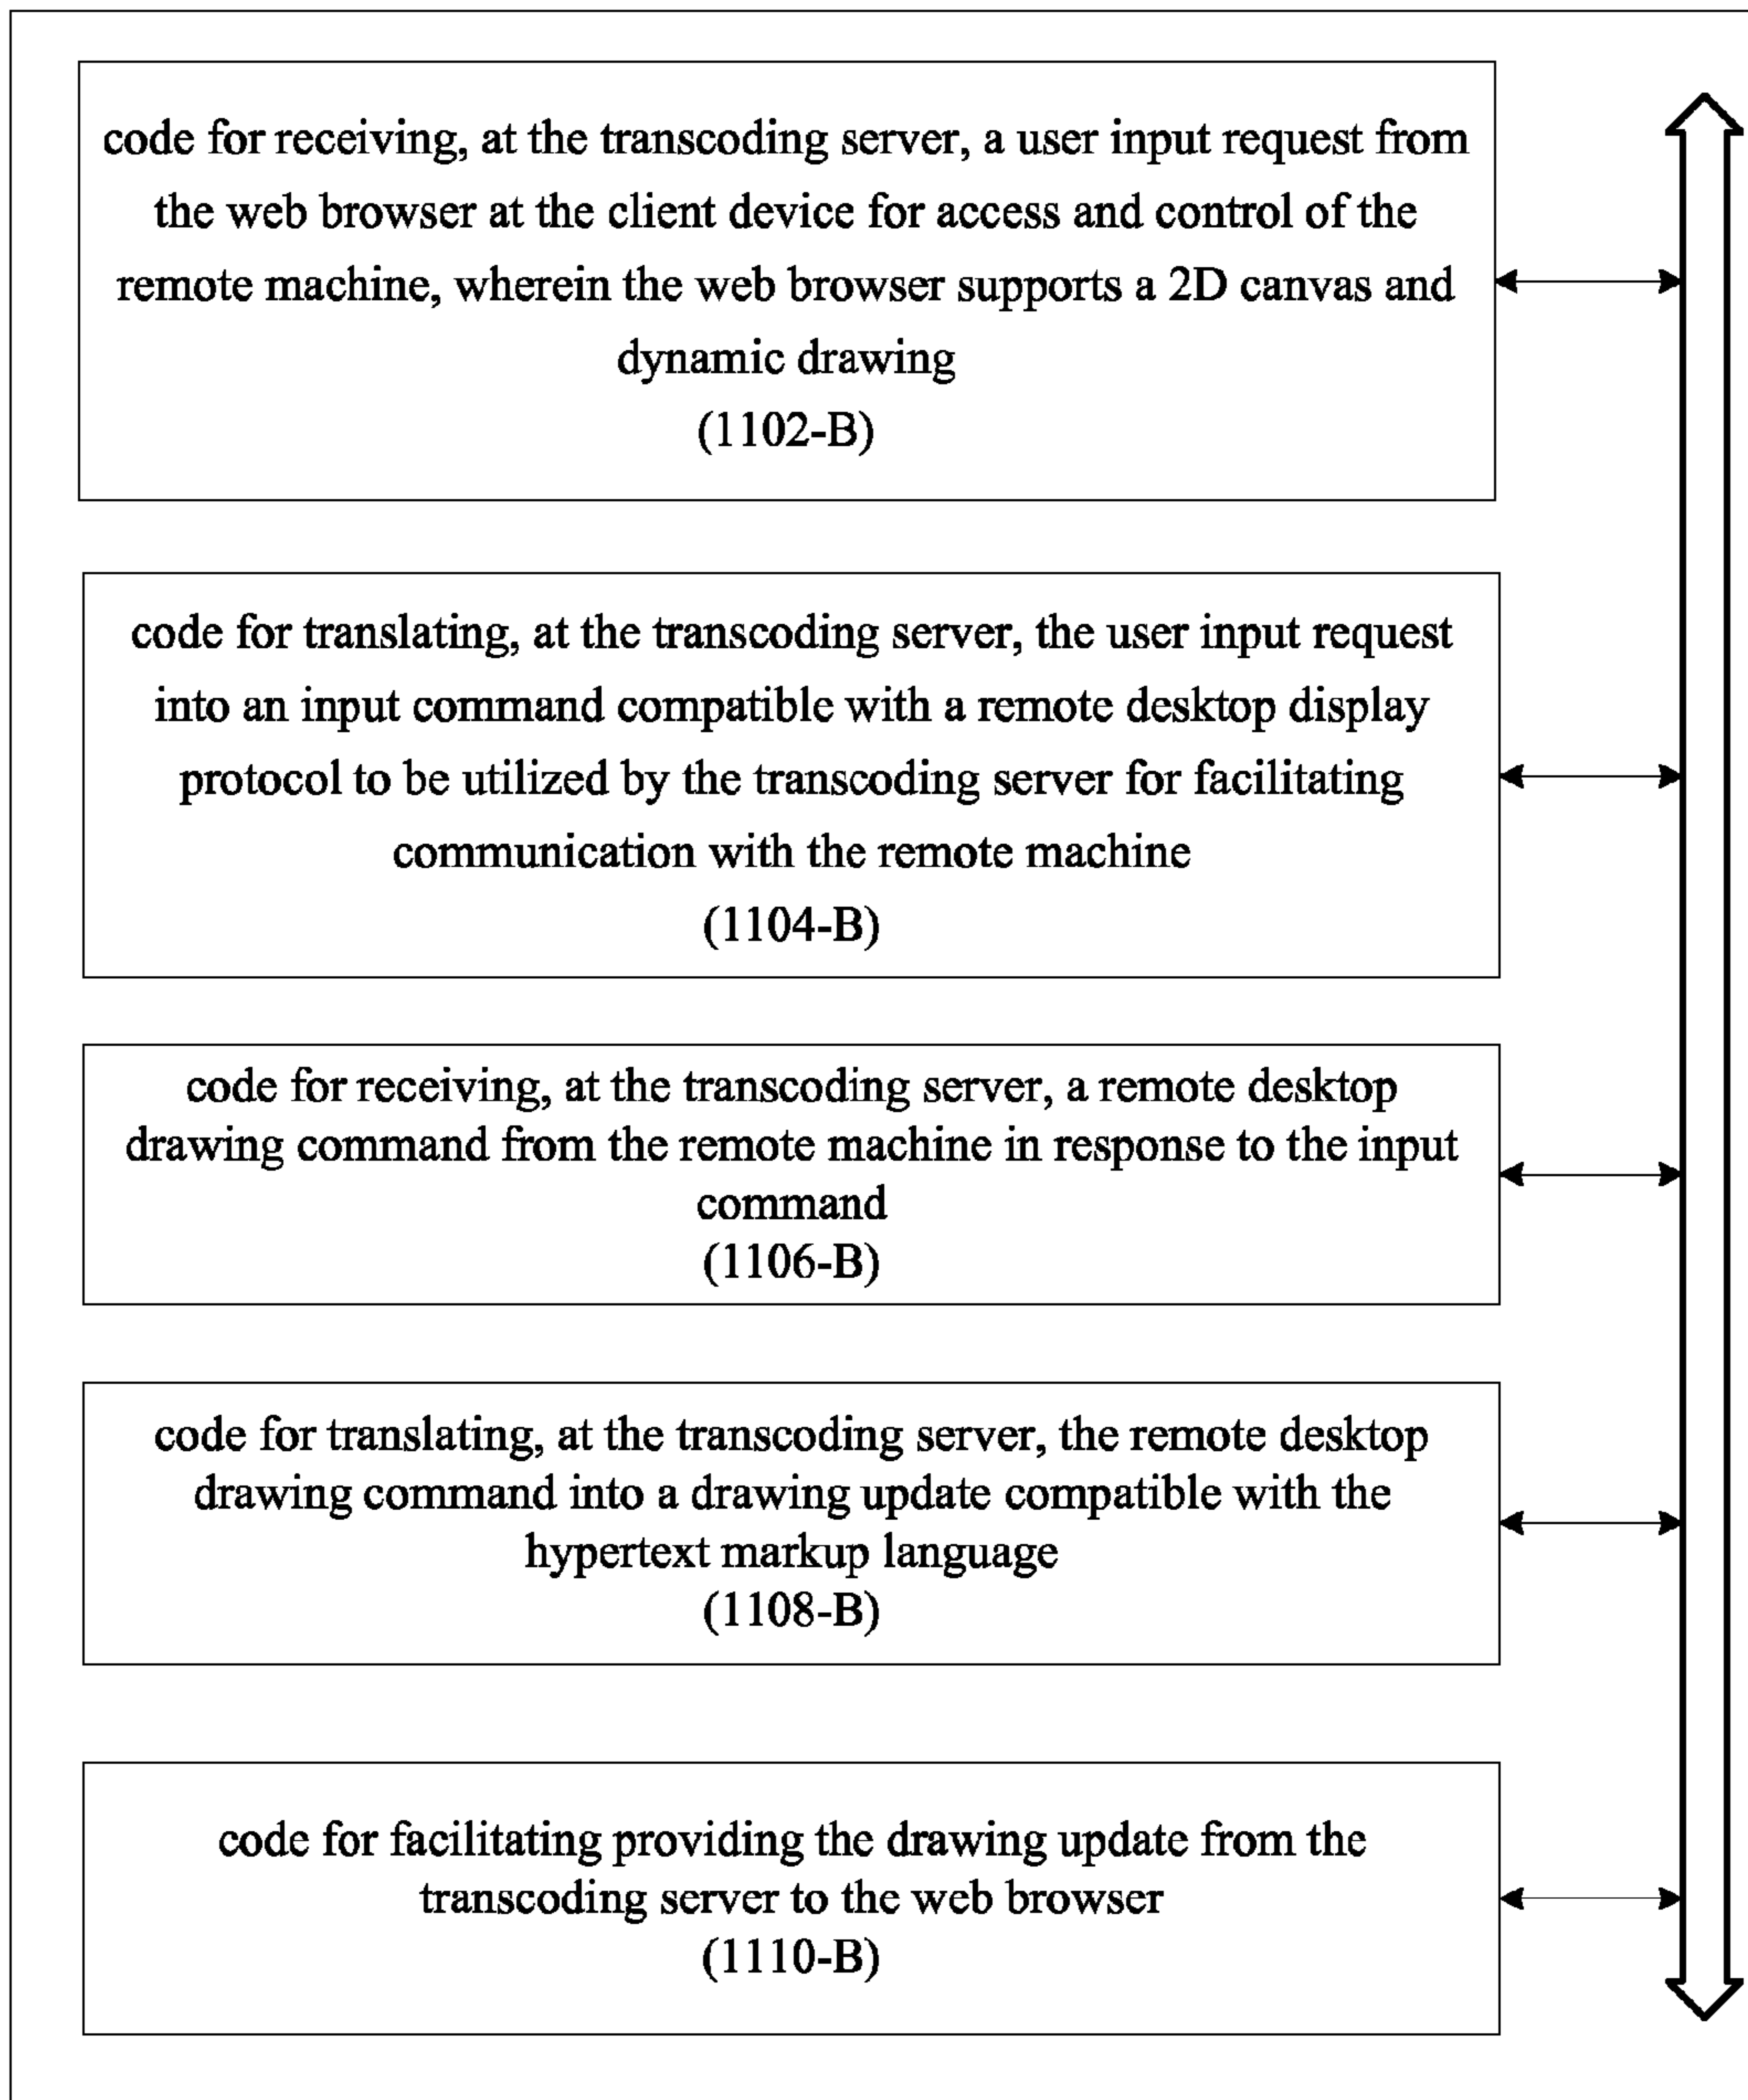 code for receiving, at the transcoding server, a user input request from
the web browser at the client device for access and control of the
remote machine, wherein the web browser supports a 2D canvas and
dynamic drawing
(1102-B)
code for translating, at the transcoding server, the user input request
into an input command compatible with a remote desktop display
protocol to be utilized by the transcoding server for facilitating
communication with the remote machine
(1104-B)
code for receiving, at the transcoding server, a remote desktop
drawing command from the remote machine in response to the input
command
(1106-B)
code for translating, at the transcoding server, the remote desktop
drawing command into a drawing update compatible with the
hypertext markup language
(1108-B)
code for facilitating providing the drawing update from the
transcoding server to the web browser
(1110-B)